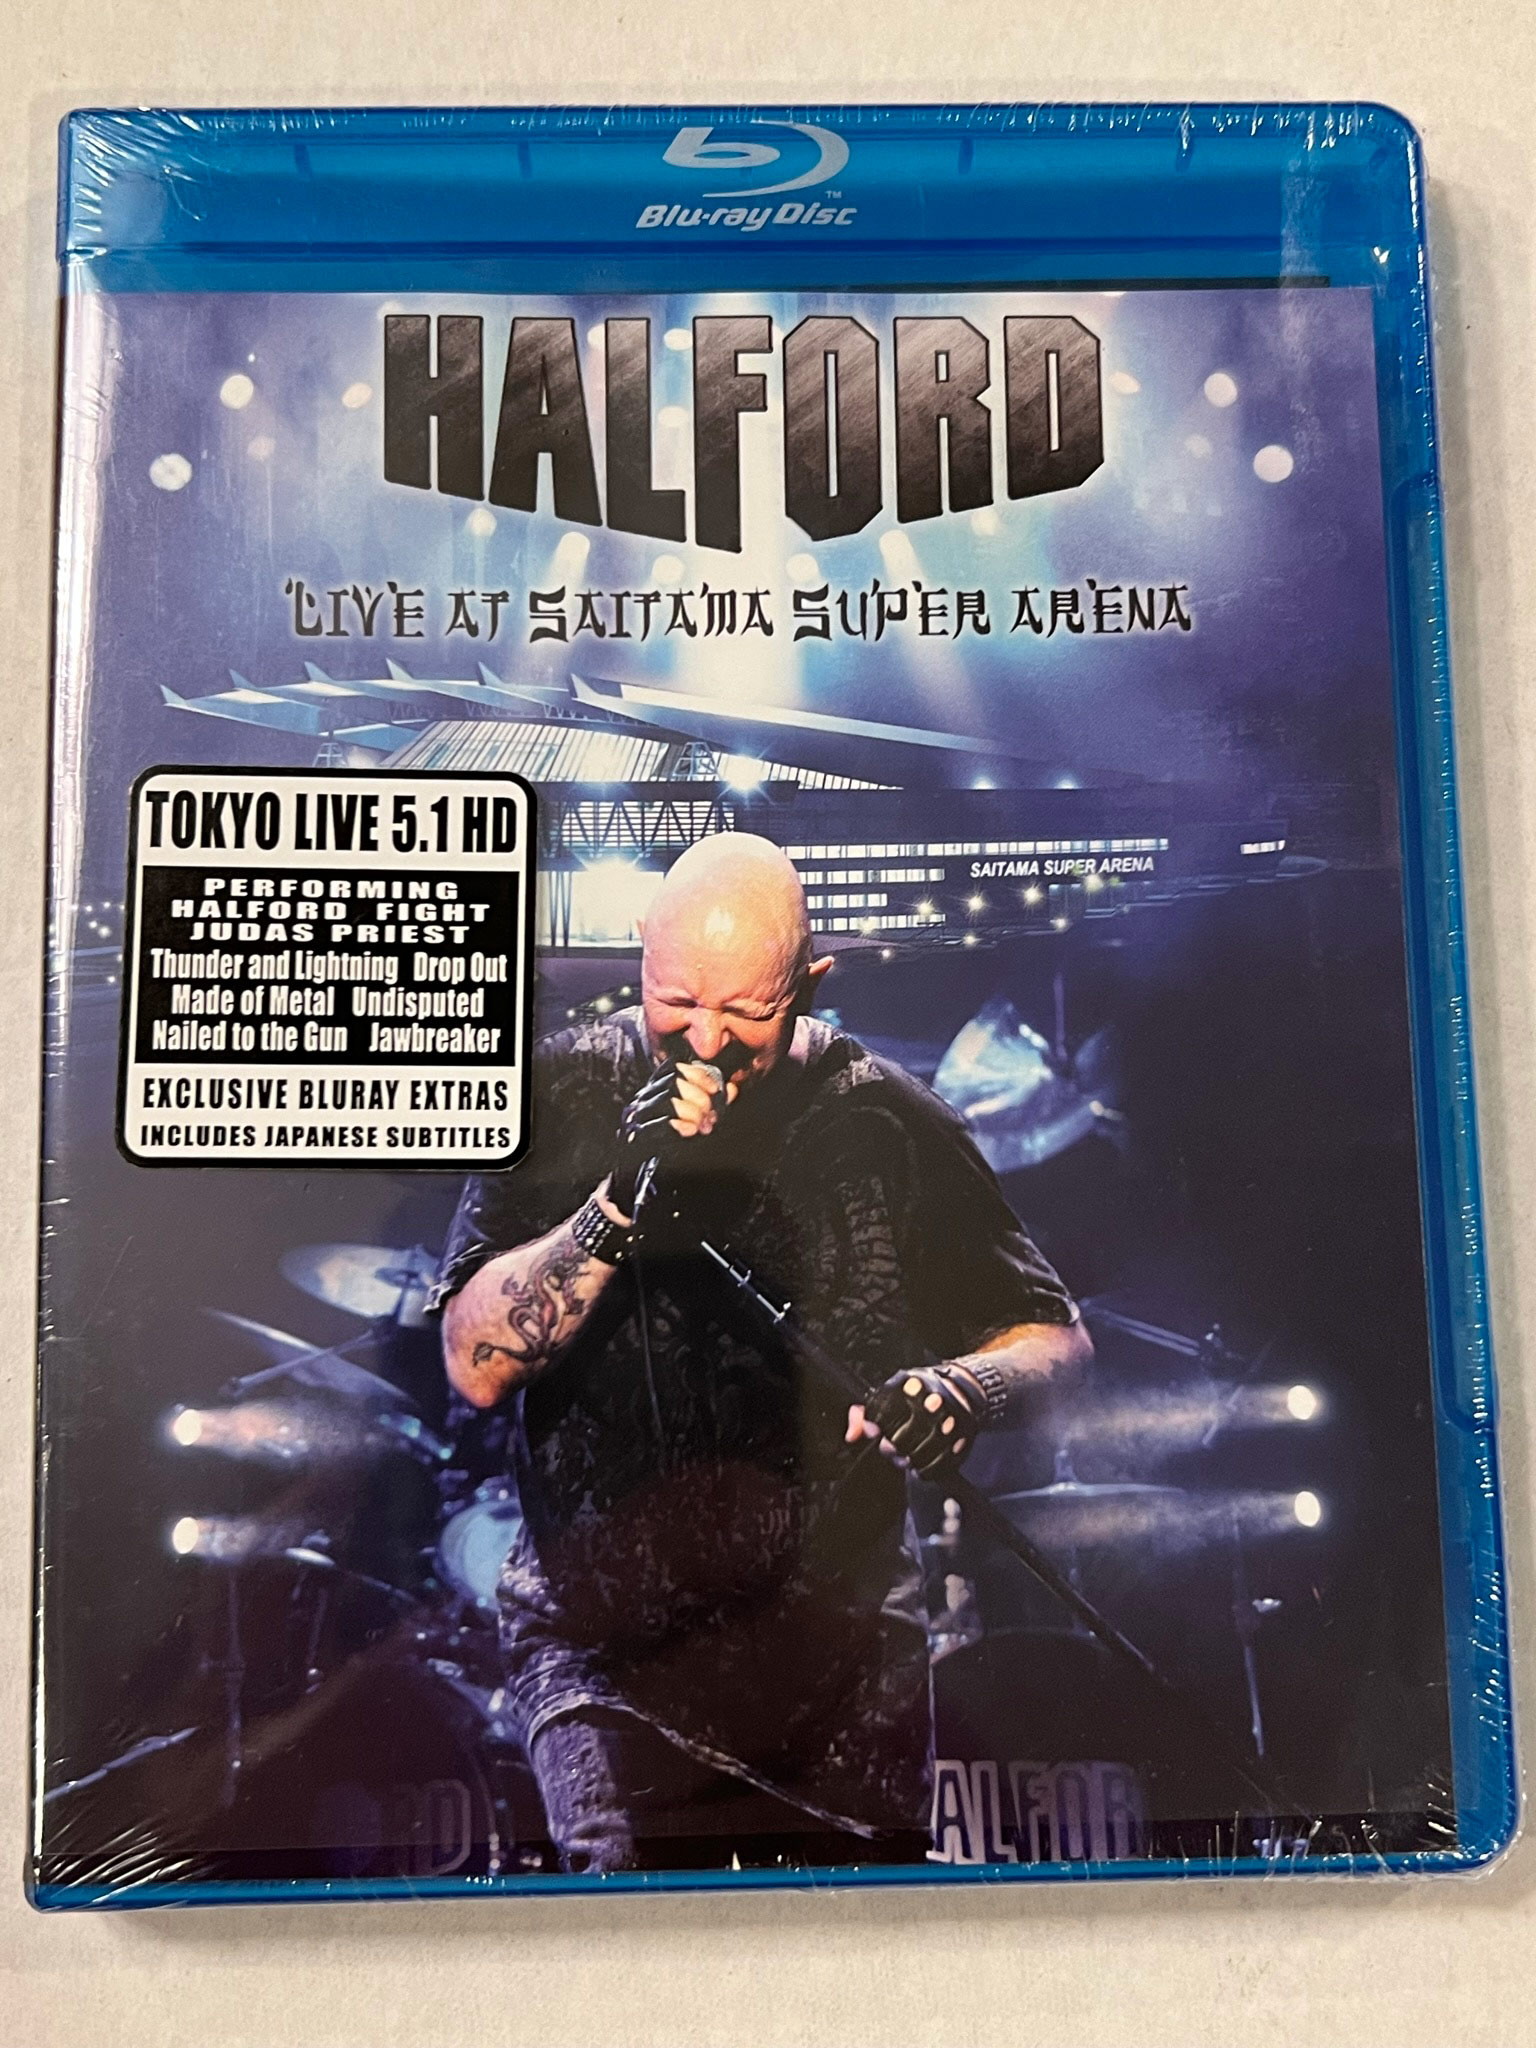 Blu-ray Disc™
HALFORD
LIVE AT SAITAMA SUPER ARENA
SAITAMA SUPER ARENA
TOKYO LIVE 5.1 HD
PERFORMING
HALFORD FIGHT
JUDAS PRIEST
Thunder and Lightning Drop Out
Made of Metal Undisputed
Nailed to the Gun Jawbreaker
EXCLUSIVE BLURAY EXTRAS
INCLUDES JAPANESE SUBTITLES